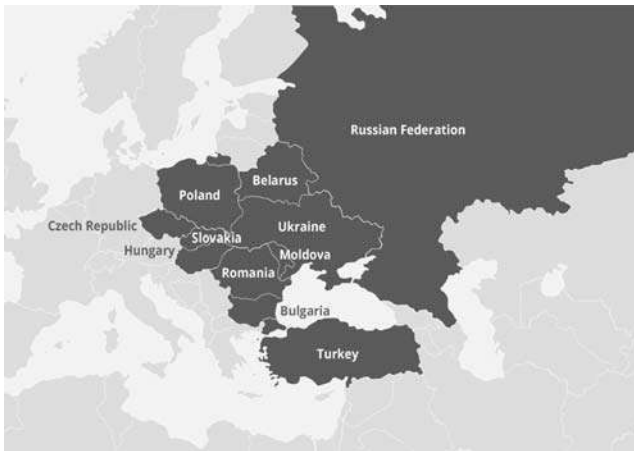 Russian Federation
Belarus
Poland
Czech Republic
Ukraine
Slovakia
Hungary
Moldova
Romania
Bulgaria
Turkey